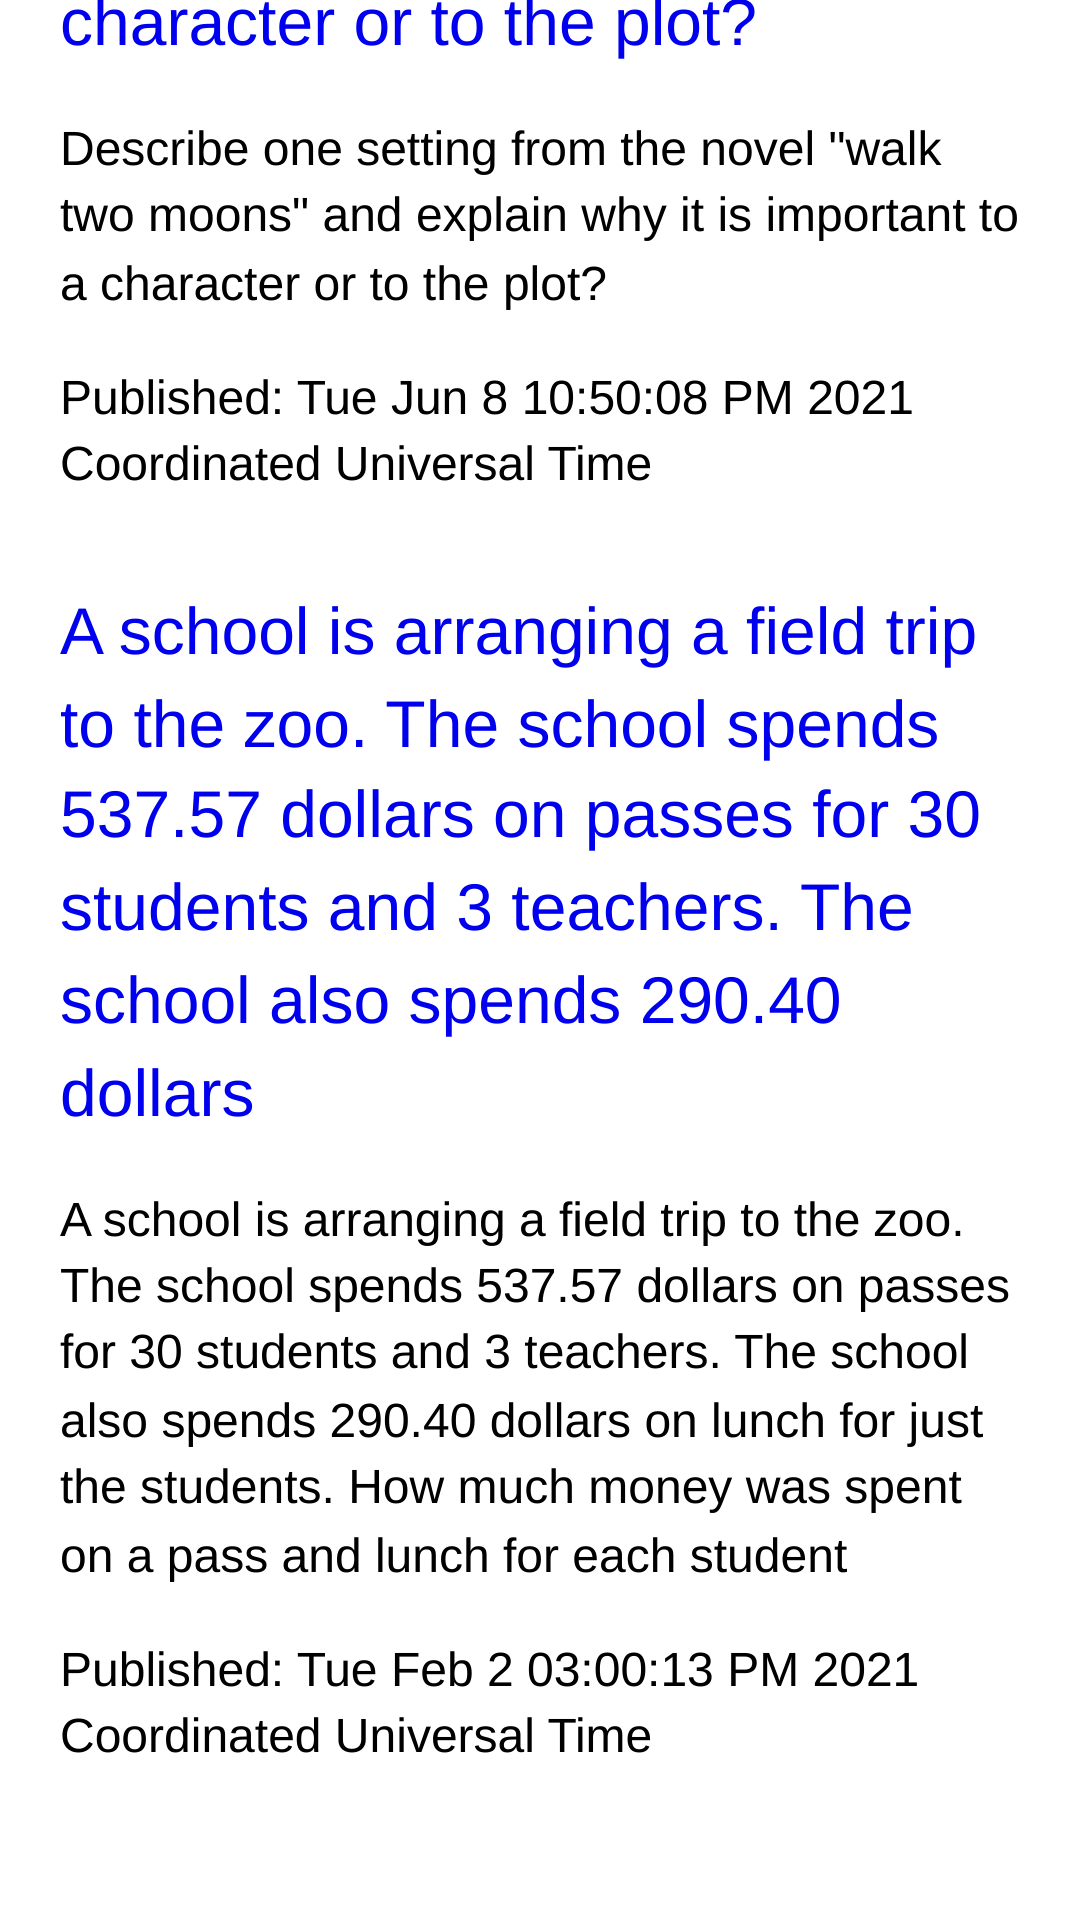 character or to the plot?
Describe one setting from the novel "walk
two moons" and explain why it is important to
a character or to the plot?
Published: Tue Jun 8 10:50:08 PM 2021
Coordinated Universal Time
A school is arranging a field trip
to the zoo. The school spends
537.57 dollars on passes for 30
students and 3 teachers. The
school also spends 290.40
dollars
A school is arranging a field trip to the zoo.
The school spends 537.57 dollars on passes
for 30 students and 3 teachers. The school
also spends 290.40 dollars on lunch for just
the students. How much money was spent
on a pass and lunch for each student
Published: Tue Feb 2 03:00:13 PM 2021
Coordinated Universal Time